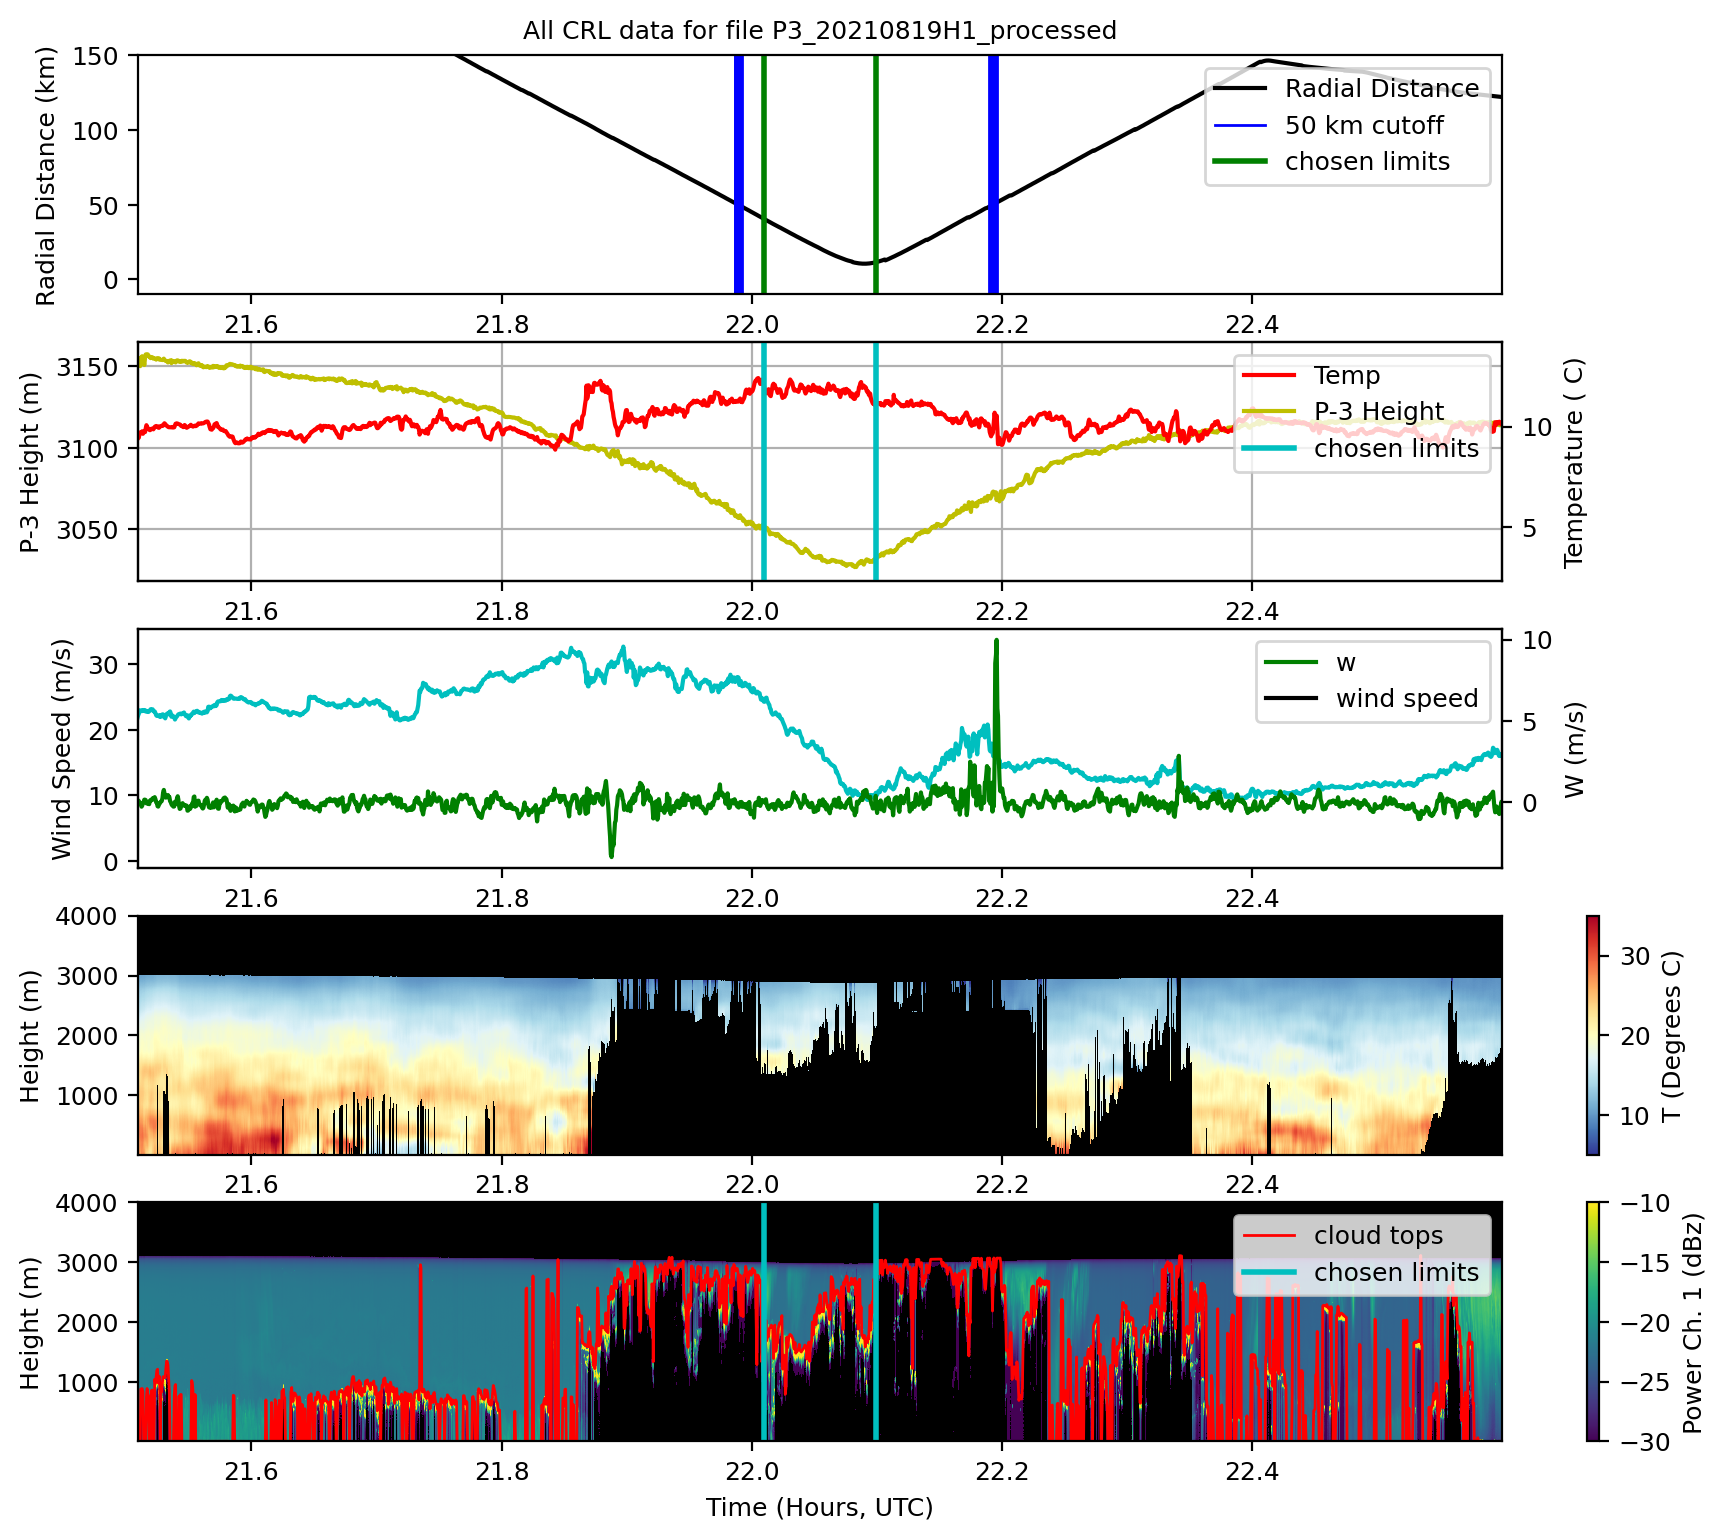 All CRL data for file P3_20210819H1_processed
Radial Distance (km)
150
100
50
0
Radial Distance
50 km cutoff
chosen limits
21.6 21.8 22.0 22.2 22.4
P-3 Height (m)
3150
3100
3050
Temp
P-3 Height
chosen limits
10
5
Temperature ( C)
21.6 21.8 22.0 22.2 22.4
Wind Speed (m/s)
30
20
10
0
w
wind speed
10
5
0
W (m/s)
21.6 21.8 22.0 22.2 22.4
Height (m)
4000
3000
2000
1000
30
20
10
T (Degrees C)
21.6 21.8 22.0 22.2 22.4
Height (m)
4000
3000
2000
1000
cloud tops
chosen limits
−10
−15
−20
−25
−30
Power Ch. 1 (dBz)
21.6 21.8 22.0 22.2 22.4
Time (Hours, UTC)